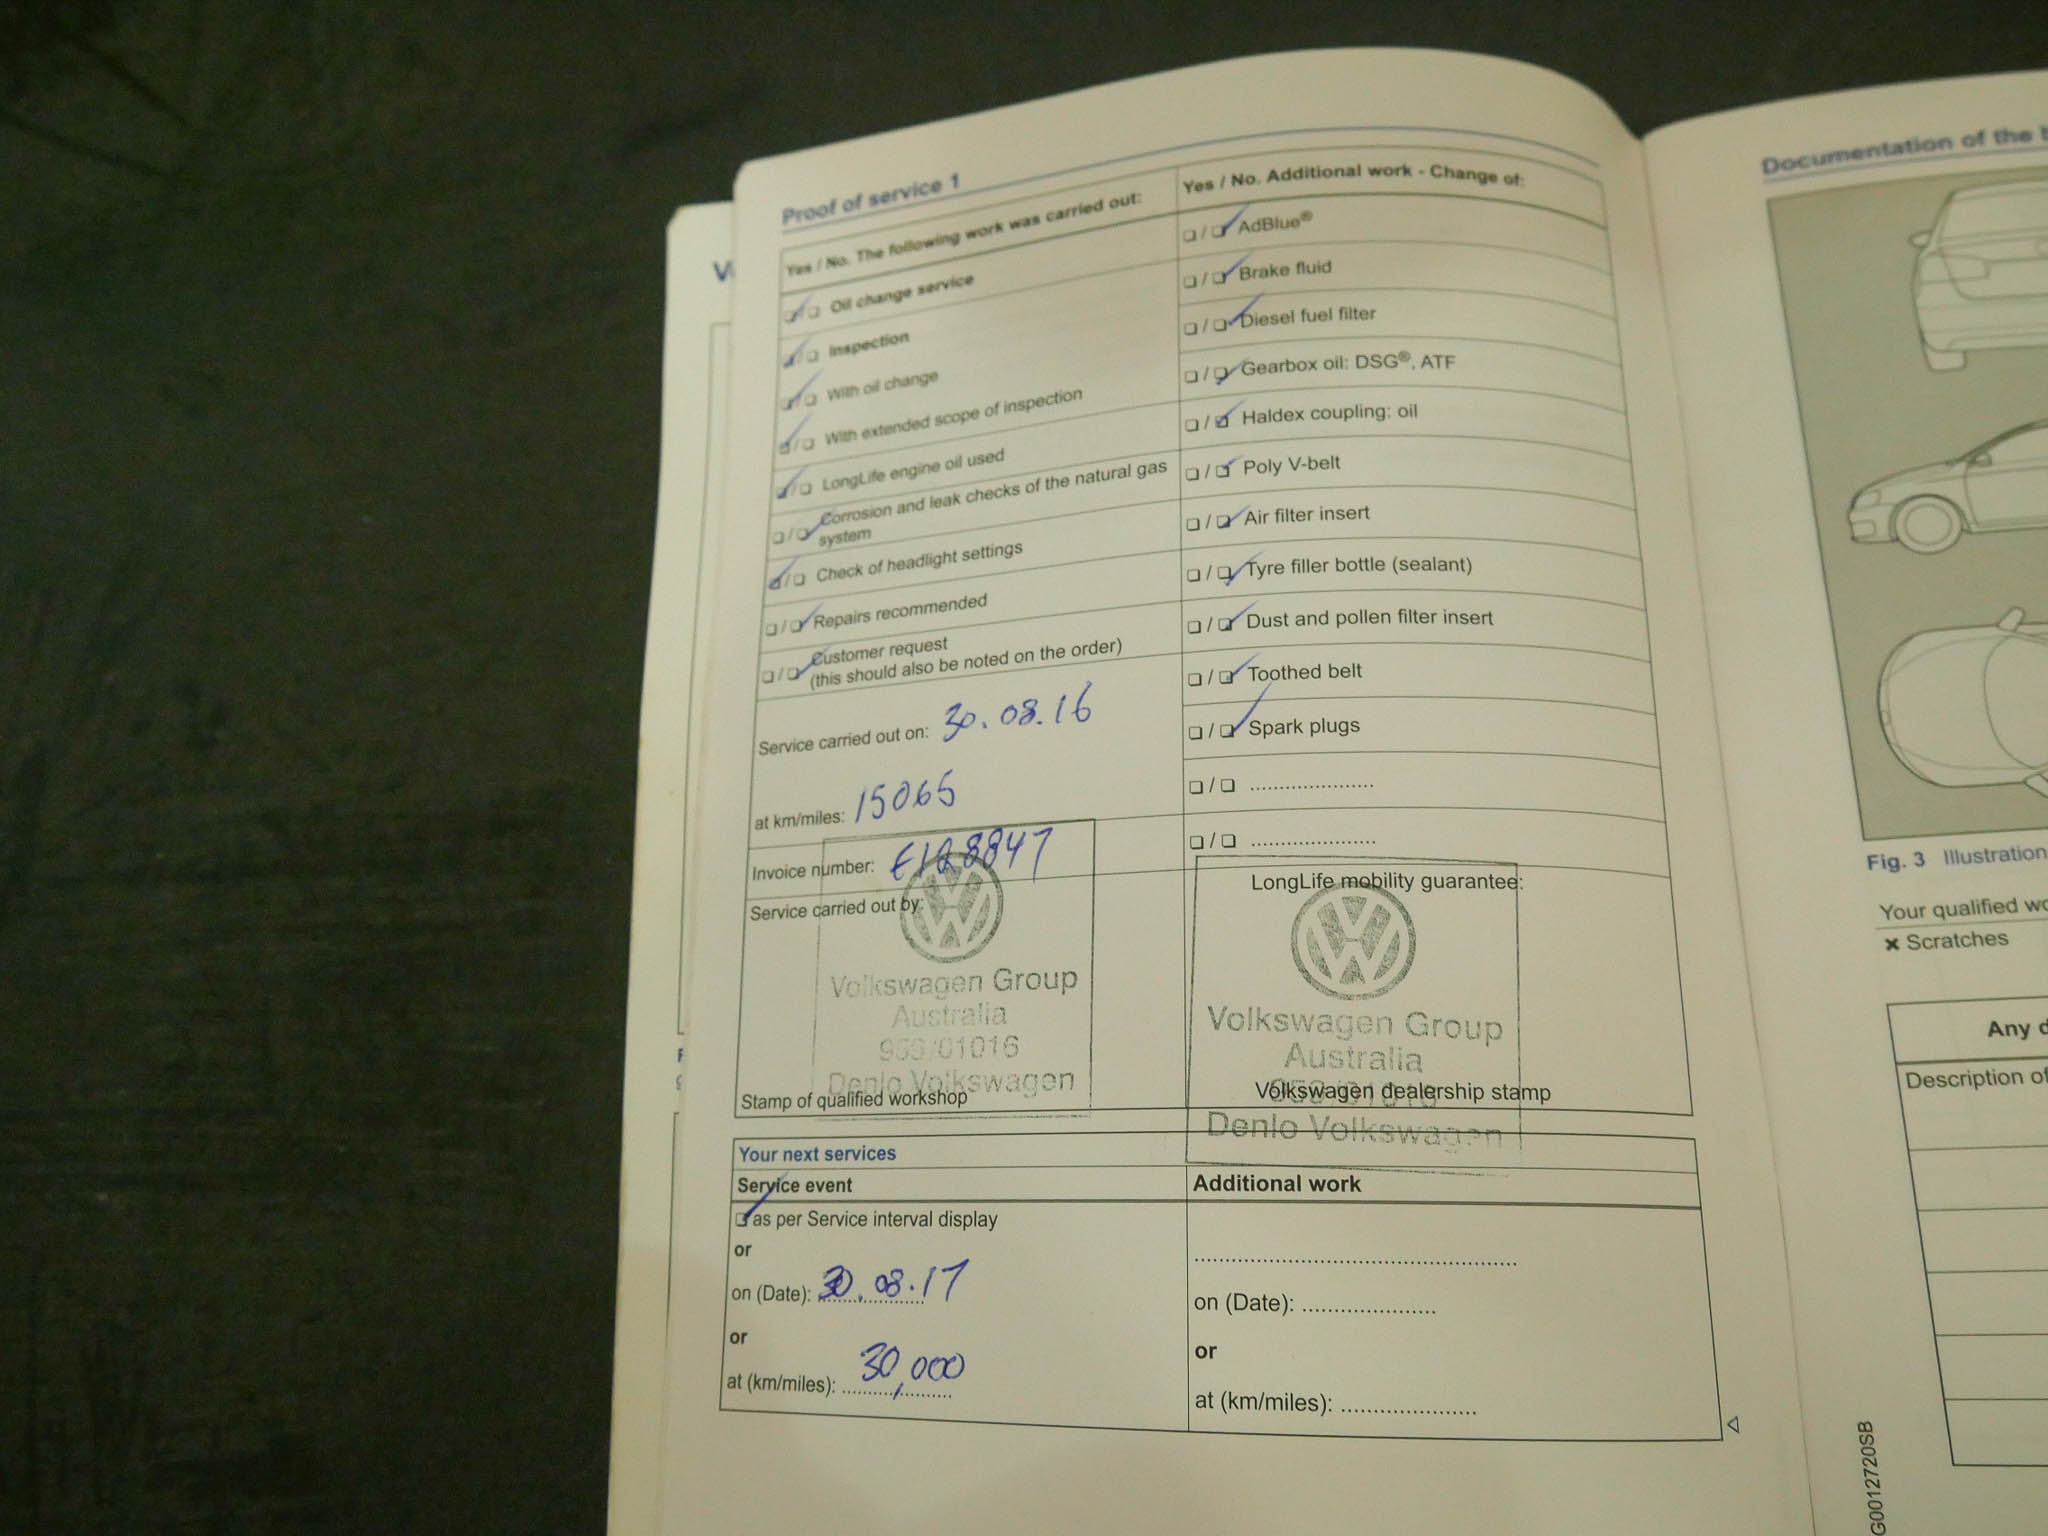 Proof of service 1
Yes / No. The following work was carried out:
❑ / ❑ Oil change service
❑ / ❑ Inspection
❑ / ❑ With oil change
❑ / ❑ With extended scope of inspection
❑ / ❑ LongLife engine oil used
❑ / ❑ Corrosion and leak checks of the natural gas
system
❑ / ❑ Check of headlight settings
❑ / ❑ Repairs recommended
❑ / ❑ Customer request
(this should also be noted on the order)
Service carried out on: 30.08.16
at km/miles: 15065
Invoice number:
Service carried out by:
Volkswagen Group
Australia
Denlo Volkswagen
Stamp of qualified workshop
Yes / No. Additional work - Change of:
❑ / ❑ AdBlue®
❑ / ❑ Brake fluid
❑ / ❑ Diesel fuel filter
❑ / ❑ Gearbox oil: DSG®, ATF
❑ / ❑ Haldex coupling: oil
❑ / ❑ Poly V-belt
❑ / ❑ Air filter insert
❑ / ❑ Tyre filler bottle (sealant)
❑ / ❑ Dust and pollen filter insert
❑ / ❑ Toothed belt
❑ / ❑ Spark plugs
❑ / ❑ ......................
❑ / ❑ ......................
LongLife mobility guarantee:
Volkswagen Group
Australia
Volkswagen dealership stamp
Denlo Volkswagen
Your next services
Service event
❑ as per Service interval display
or
on (Date): 30.08.17
or
at (km/miles): 30,000
Additional work
......................................................
on (Date): ......................
or
at (km/miles): ......................
Documentation of the
Fig. 3 Illustration
Your qualified
✖ Scratches
Any
Description of
G0012720SB